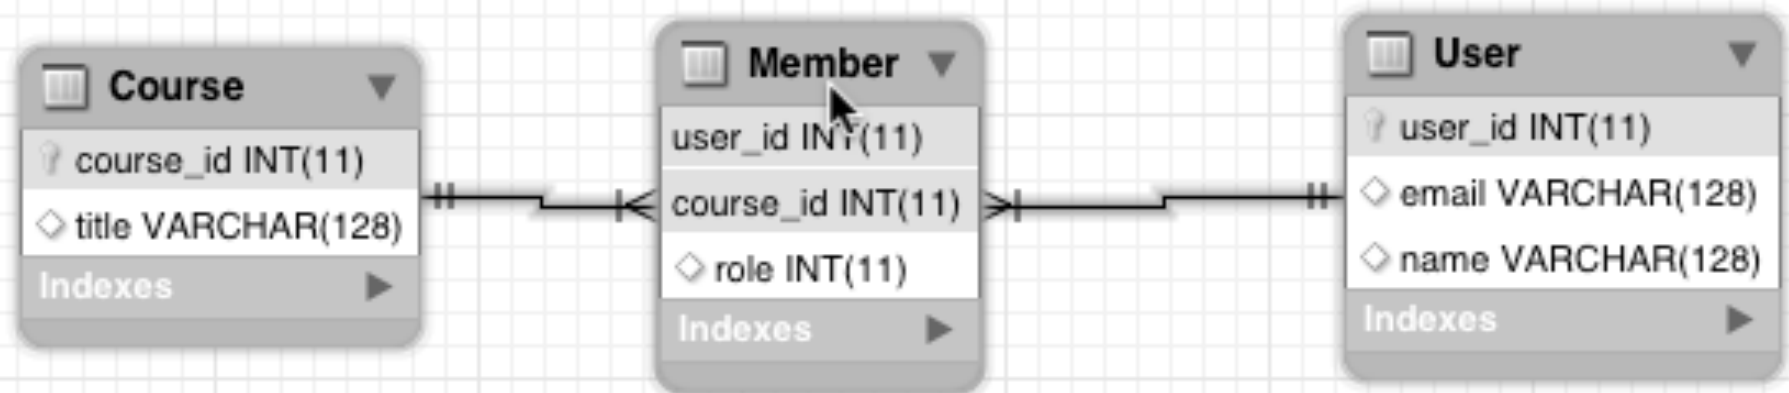 Course
course_id INT(11)
title VARCHAR(128)
Indexes
Member
user_id INT(11)
course_id INT(11)
role INT(11)
Indexes
User
user_id INT(11)
email VARCHAR(128)
name VARCHAR(128)
Indexes